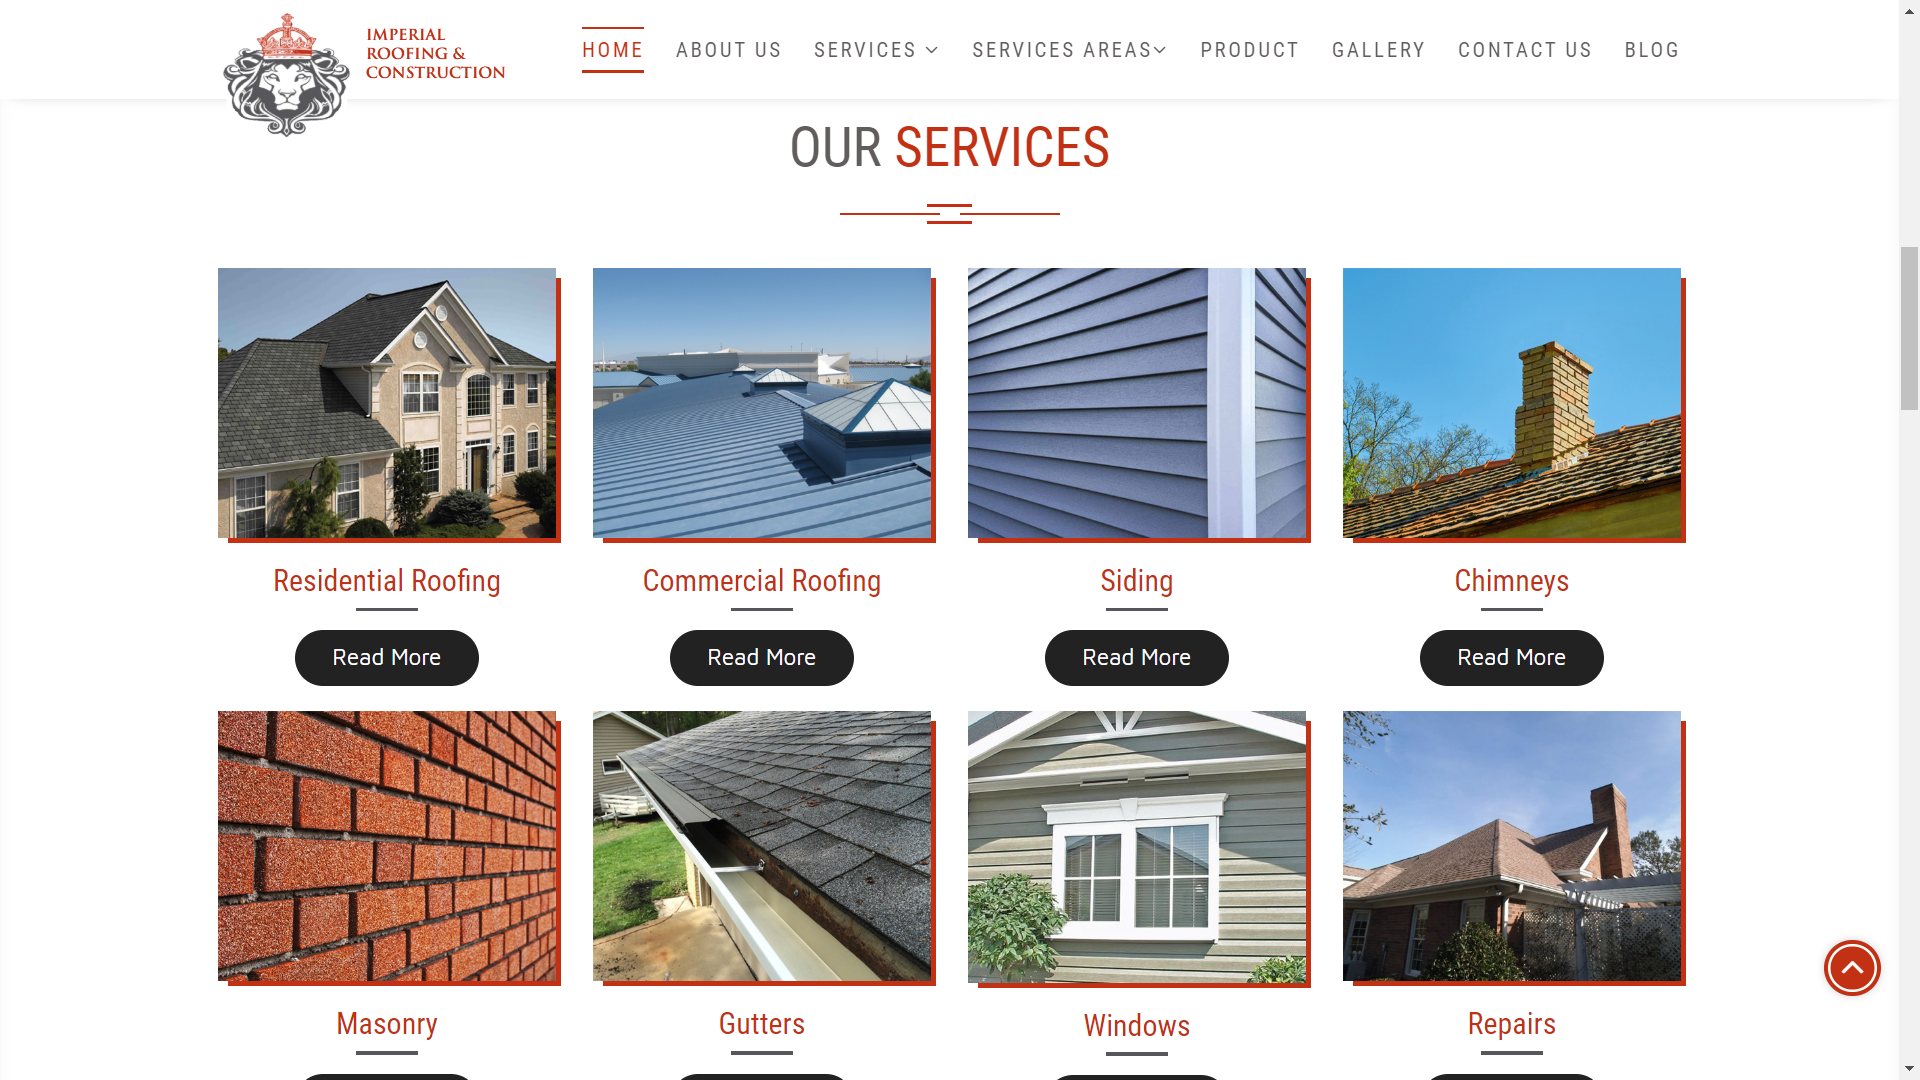 IMPERIAL
ROOFING &
CONSTRUCTION
HOME ABOUT US SERVICES SERVICES AREAS PRODUCT GALLERY CONTACT US BLOG
OUR SERVICES
Residential Roofing
Commercial Roofing
Siding
Chimneys
Read More
Read More
Read More
Read More
Masonry
Gutters
Windows
Repairs